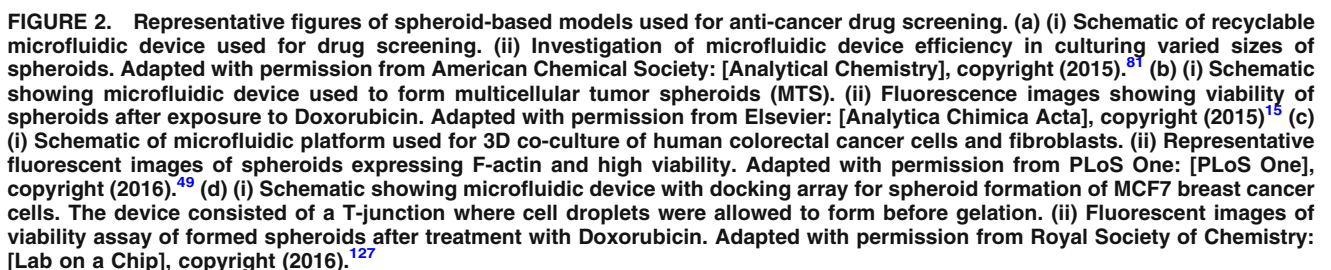 FIGURE 2. Representative figures of spheroid-based models used for anti-cancer drug screening. (a) (i) Schematic of recyclable
microfluidic device used for drug screening. (ii) Investigation of microfluidic device efficiency in culturing varied sizes of
spheroids. Adapted with permission from American Chemical Society: [Analytical Chemistry], copyright (2015).81 (b) (i) Schematic
showing microfluidic device used to form multicellular tumor spheroids (MTS). (ii) Fluorescence images showing viability of
spheroids after exposure to Doxorubicin. Adapted with permission from Elsevier: [Analytica Chimica Acta], copyright (2015)15 (c)
(i) Schematic of microfluidic platform used for 3D co-culture of human colorectal cancer cells and fibroblasts. (ii) Representative
fluorescent images of spheroids expressing F-actin and high viability. Adapted with permission from PLoS One: [PLoS One],
copyright (2016).49 (d) (i) Schematic showing microfluidic device with docking array for spheroid formation of MCF7 breast cancer
cells. The device consisted of a T-junction where cell droplets were allowed to form before gelation. (ii) Fluorescent images of
viability assay of formed spheroids after treatment with Doxorubicin. Adapted with permission from Royal Society of Chemistry:
[Lab on a Chip], copyright (2016).127